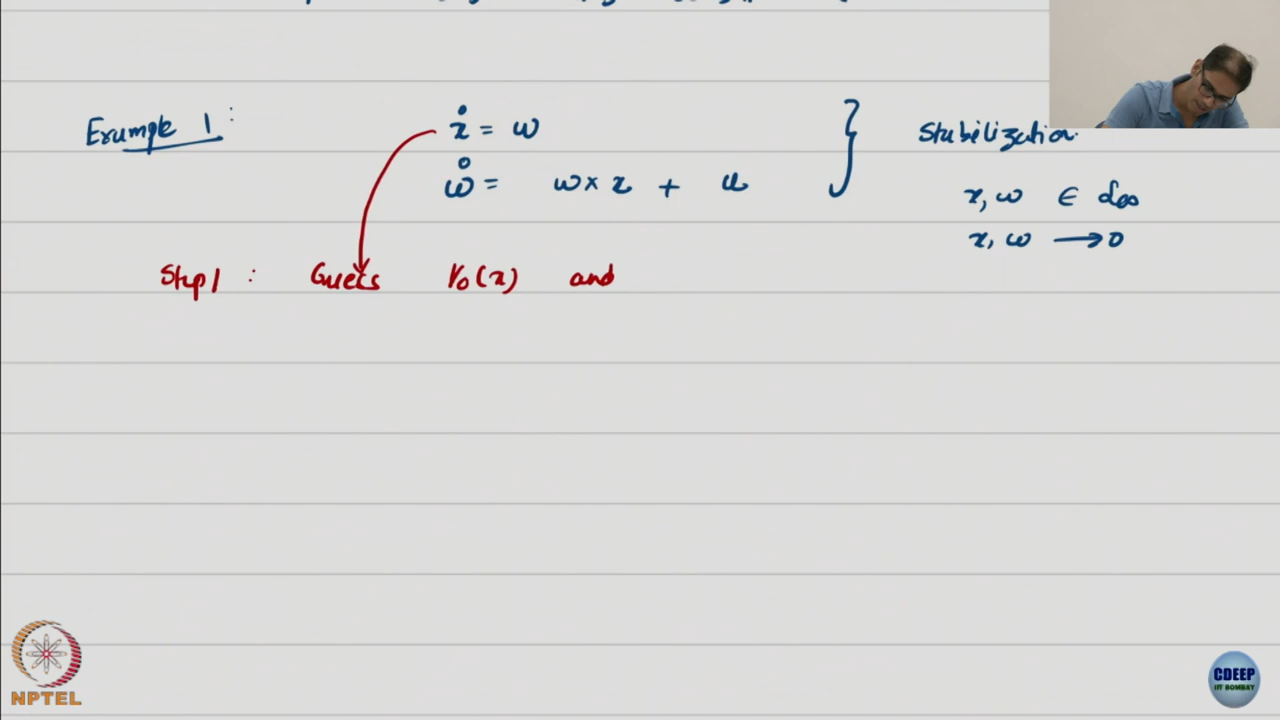 Example 1 :
ẋ = ω
ω̇ = ω × x + u
Stabilization
x, ω ∈ L∞
x, ω → 0
Step 1 : Guess V₀(x) and
NPTEL
CDEEP
IIT BOMBAY